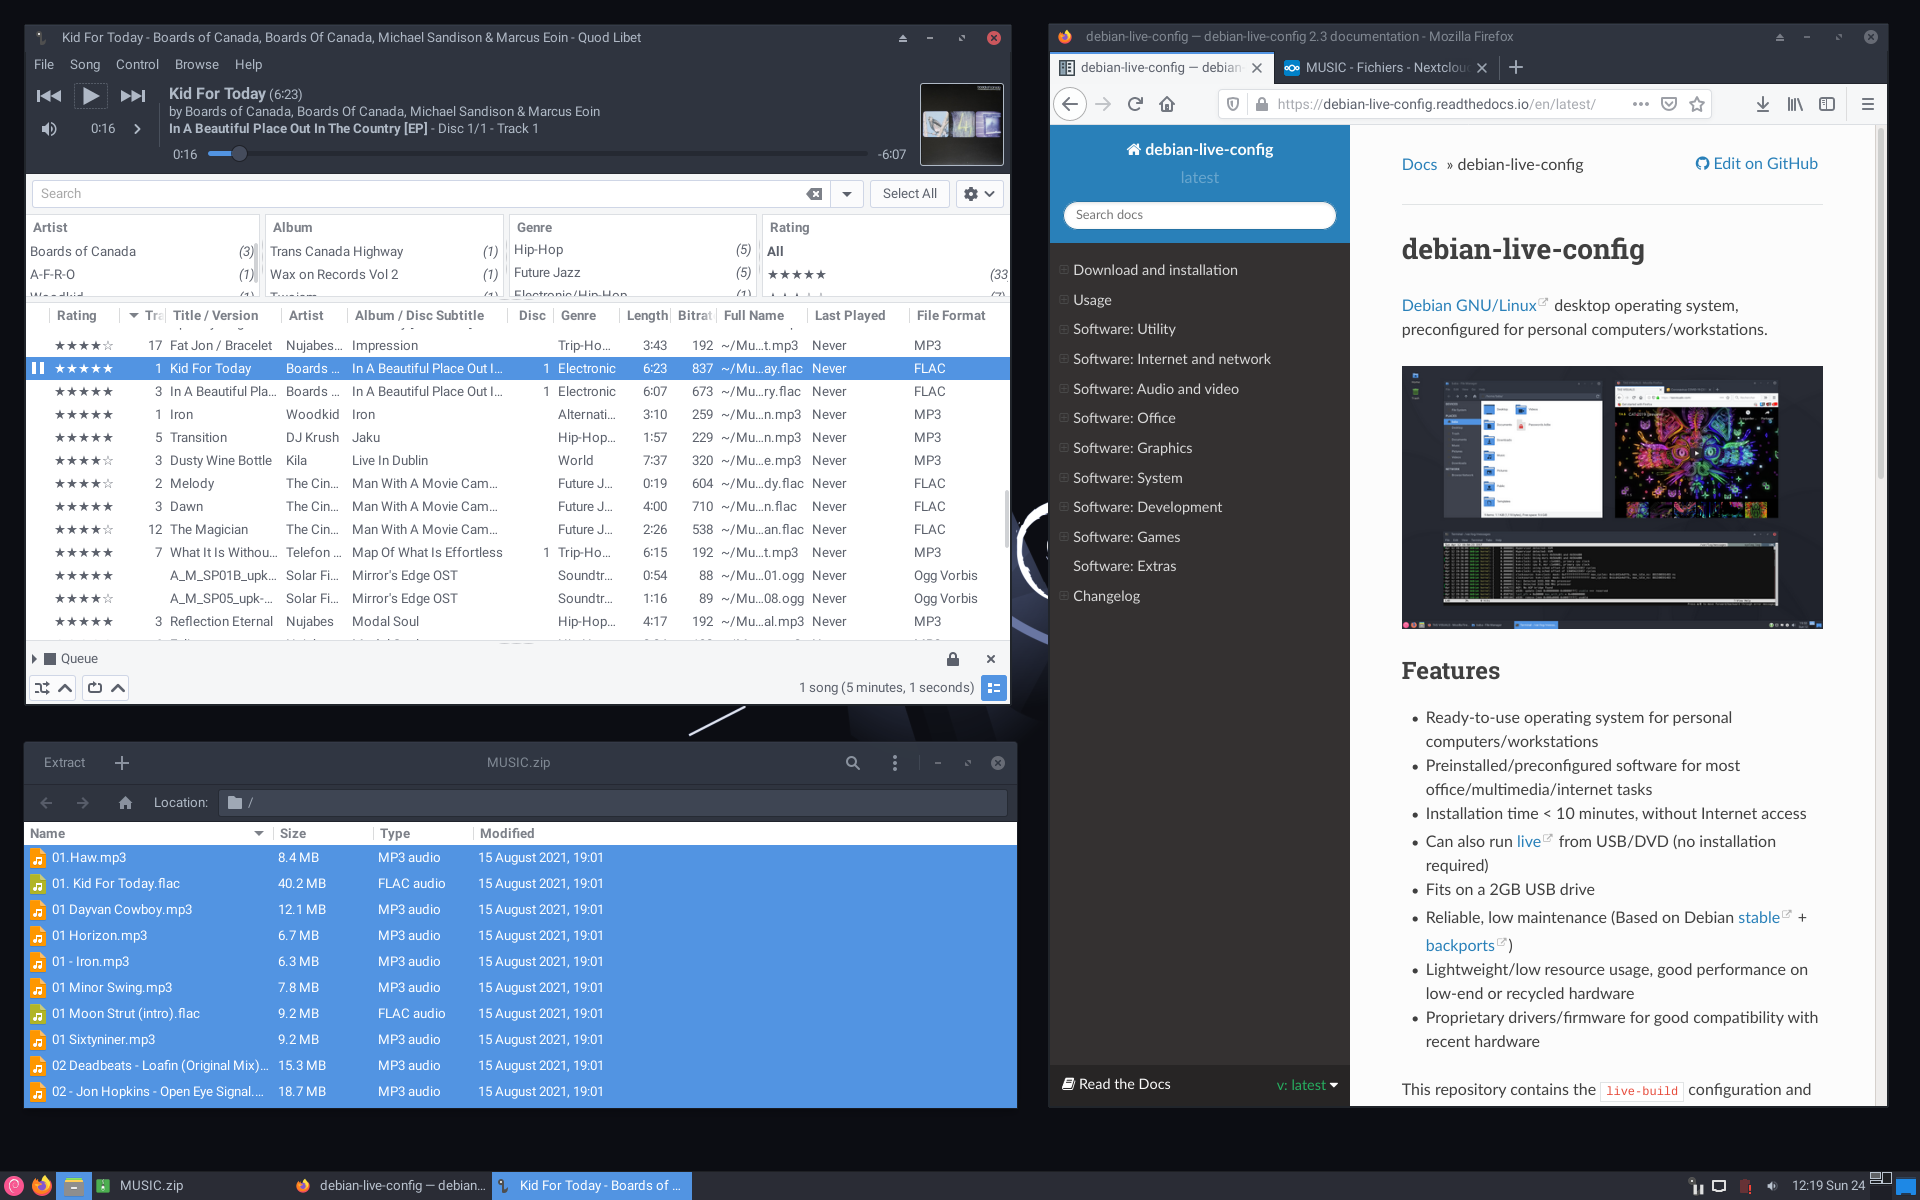 Kid For Today - Boards of Canada, Boards Of Canada, Michael Sandison & Marcus Eoin - Quod Libet
File Song Control Browse Help
Kid For Today (6:23)
by Boards of Canada, Boards Of Canada, Michael Sandison & Marcus Eoin
In A Beautiful Place Out In The Country [EP] - Disc 1/1 - Track 1
0:16
0:16 -6:07
Search Select All
Artist Album Genre Rating
Boards of Canada (3) Trans Canada Highway (1) Hip-Hop (5) All
A-F-R-O (1) Wax on Records Vol 2 (1) Future Jazz (5) ★★★★★ (33
Woodkid (1) Twoism (1) Electronic/Hip-Hop (1)
Rating Tra Title / Version Artist Album / Disc Subtitle Disc Genre Length Bitrat Full Name Last Played File Format
★★★★☆ 17 Fat Jon / Bracelet Nujabes... Impression Trip-Ho... 3:43 192 ~/Mu...t.mp3 Never MP3
★★★★★ 1 Kid For Today Boards ... In A Beautiful Place Out I... 1 Electronic 6:23 837 ~/Mu...ay.flac Never FLAC
★★★★★ 3 In A Beautiful Pla... Boards ... In A Beautiful Place Out I... 1 Electronic 6:07 673 ~/Mu...ry.flac Never FLAC
★★★★★ 1 Iron Woodkid Iron Alternati... 3:10 259 ~/Mu...n.mp3 Never MP3
★★★★★ 5 Transition DJ Krush Jaku Hip-Hop... 1:57 229 ~/Mu...n.mp3 Never MP3
★★★★☆ 3 Dusty Wine Bottle Kila Live In Dublin World 7:37 320 ~/Mu...e.mp3 Never MP3
★★★★☆ 2 Melody The Cin... Man With A Movie Cam... Future J... 0:19 604 ~/Mu...dy.flac Never FLAC
★★★★★ 3 Dawn The Cin... Man With A Movie Cam... Future J... 4:00 710 ~/Mu...n.flac Never FLAC
★★★★☆ 12 The Magician The Cin... Man With A Movie Cam... Future J... 2:26 538 ~/Mu...an.flac Never FLAC
★★★★★ 7 What It Is Withou... Telefon ... Map Of What Is Effortless 1 Trip-Ho... 6:15 192 ~/Mu...t.mp3 Never MP3
★★★★★ A_M_SP01B_upk... Solar Fi... Mirror's Edge OST Soundtr... 0:54 88 ~/Mu...01.ogg Never Ogg Vorbis
★★★★☆ A_M_SP05_upk-... Solar Fi... Mirror's Edge OST Soundtr... 1:16 89 ~/Mu...08.ogg Never Ogg Vorbis
★★★★★ 3 Reflection Eternal Nujabes Modal Soul Hip-Hop... 4:17 192 ~/Mu...al.mp3 Never MP3
Queue
1 song (5 minutes, 1 seconds)
Extract MUSIC.zip
Location: /
Name Size Type Modified
01.Haw.mp3 8.4 MB MP3 audio 15 August 2021, 19:01
01. Kid For Today.flac 40.2 MB FLAC audio 15 August 2021, 19:01
01 Dayvan Cowboy.mp3 12.1 MB MP3 audio 15 August 2021, 19:01
01 Horizon.mp3 6.7 MB MP3 audio 15 August 2021, 19:01
01 - Iron.mp3 6.3 MB MP3 audio 15 August 2021, 19:01
01 Minor Swing.mp3 7.8 MB MP3 audio 15 August 2021, 19:01
01 Moon Strut (intro).flac 9.2 MB FLAC audio 15 August 2021, 19:01
01 Sixtyniner.mp3 9.2 MB MP3 audio 15 August 2021, 19:01
02 Deadbeats - Loafin (Original Mix)... 15.3 MB MP3 audio 15 August 2021, 19:01
02 - Jon Hopkins - Open Eye Signal.... 18.7 MB MP3 audio 15 August 2021, 19:01
debian-live-config — debian-live-config 2.3 documentation - Mozilla Firefox
debian-live-config — debian MUSIC - Fichiers - Nextclou
https://debian-live-config.readthedocs.io/en/latest/
debian-live-config
latest
Search docs
Download and installation
Usage
Software: Utility
Software: Internet and network
Software: Audio and video
Software: Office
Software: Graphics
Software: System
Software: Development
Software: Games
Software: Extras
Changelog
Read the Docs v: latest
Docs » debian-live-config Edit on GitHub
debian-live-config
Debian GNU/Linux desktop operating system,
preconfigured for personal computers/workstations.
Features
• Ready-to-use operating system for personal
computers/workstations
• Preinstalled/preconfigured software for most
office/multimedia/internet tasks
• Installation time < 10 minutes, without Internet access
• Can also run live from USB/DVD (no installation
required)
• Fits on a 2GB USB drive
• Reliable, low maintenance (Based on Debian stable +
backports)
• Lightweight/low resource usage, good performance on
low-end or recycled hardware
• Proprietary drivers/firmware for good compatibility with
recent hardware
This repository contains the live-build configuration and
MUSIC.zip debian-live-config — debian... Kid For Today - Boards of ... 12:19 Sun 24